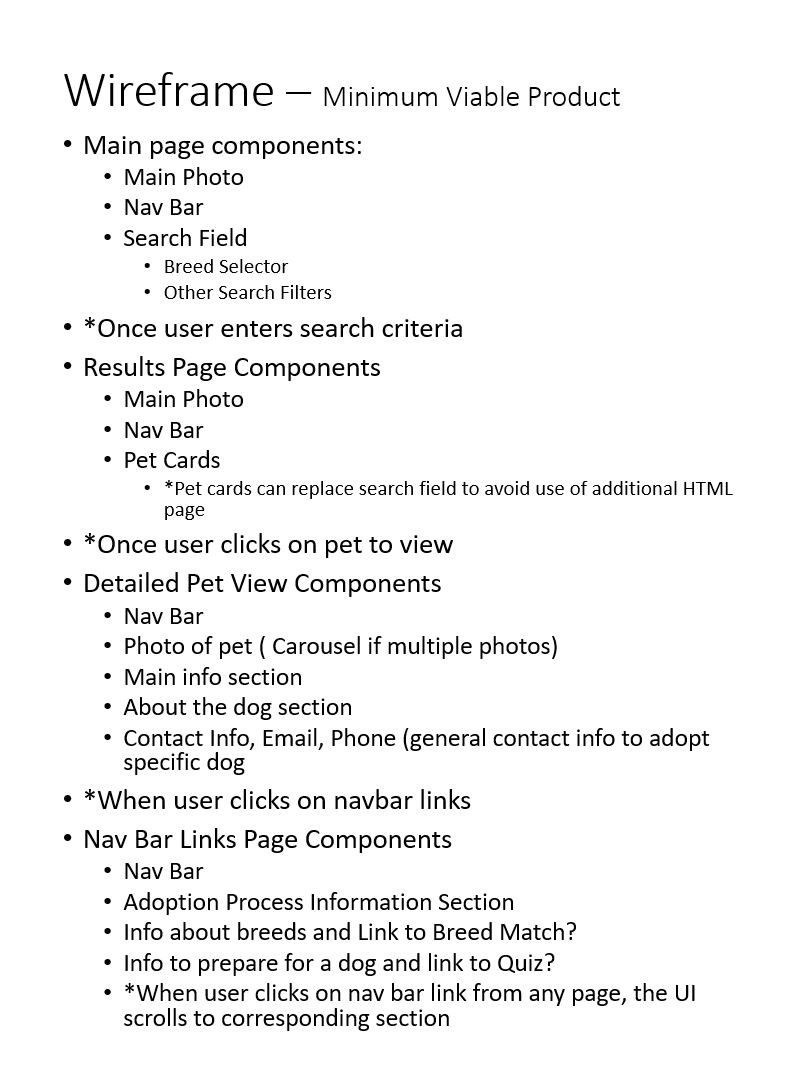 Wireframe – Minimum Viable Product
• Main page components:
• Main Photo
• Nav Bar
• Search Field
• Breed Selector
• Other Search Filters
• *Once user enters search criteria
• Results Page Components
• Main Photo
• Nav Bar
• Pet Cards
• *Pet cards can replace search field to avoid use of additional HTML
page
• *Once user clicks on pet to view
• Detailed Pet View Components
• Nav Bar
• Photo of pet ( Carousel if multiple photos)
• Main info section
• About the dog section
• Contact Info, Email, Phone (general contact info to adopt
specific dog
• *When user clicks on navbar links
• Nav Bar Links Page Components
• Nav Bar
• Adoption Process Information Section
• Info about breeds and Link to Breed Match?
• Info to prepare for a dog and link to Quiz?
• *When user clicks on nav bar link from any page, the UI
scrolls to corresponding section